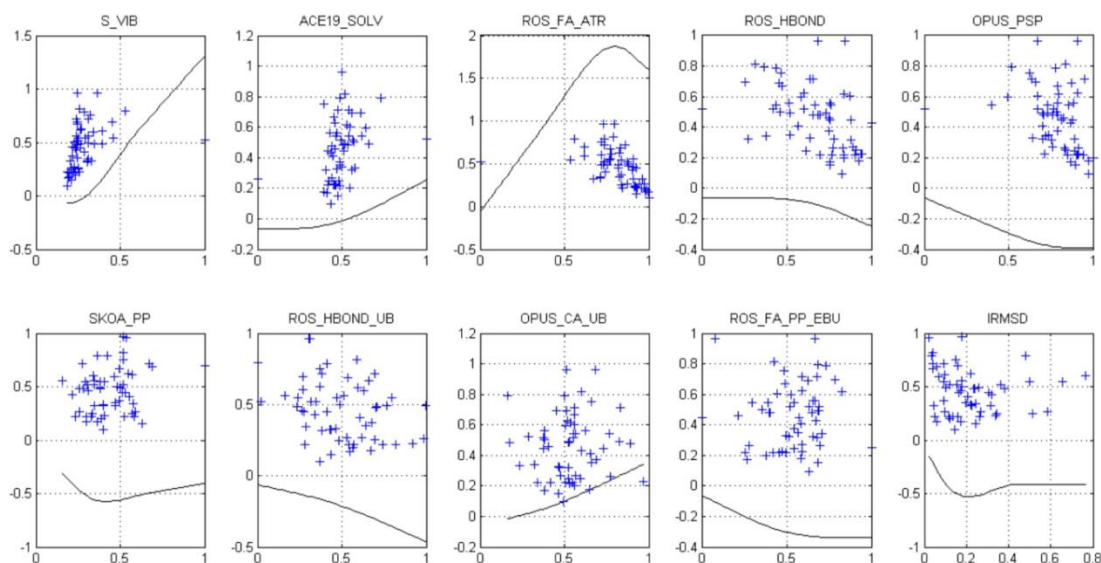 S_VIB ACE19_SOLV ROS_FA_ATR ROS_HBOND OPUS_PSP
1.5 1.2 2 1 1
1 1 1.5 0.8 0.8
0.8 0.6 0.6
0.5 0.6 1 0.4 0.4
0.4 0.5 0.2 0.2
0 0.2 0 0
0 0 -0.2 -0.2
-0.5 -0.2 -0.5 -0.4 -0.4
0 0.5 1 0 0.5 1 0 0.5 1 0 0.5 1 0 0.5 1
SKOA_PP ROS_HBOND_UB OPUS_CA_UB ROS_FA_PP_EBU IRMSD
1 1 1.2 1 1
1 0.8
0.5 0.5 0.8 0.6 0.5
0.6 0.4
0 0.4 0.2 0
0 0.2 0
-0.5 0 -0.2 -0.5
-1 -0.5 -0.2 -0.4 -1
0 0.5 1 0 0.5 1 0 0.5 1 0 0.5 1 0 0.2 0.4 0.6 0.8